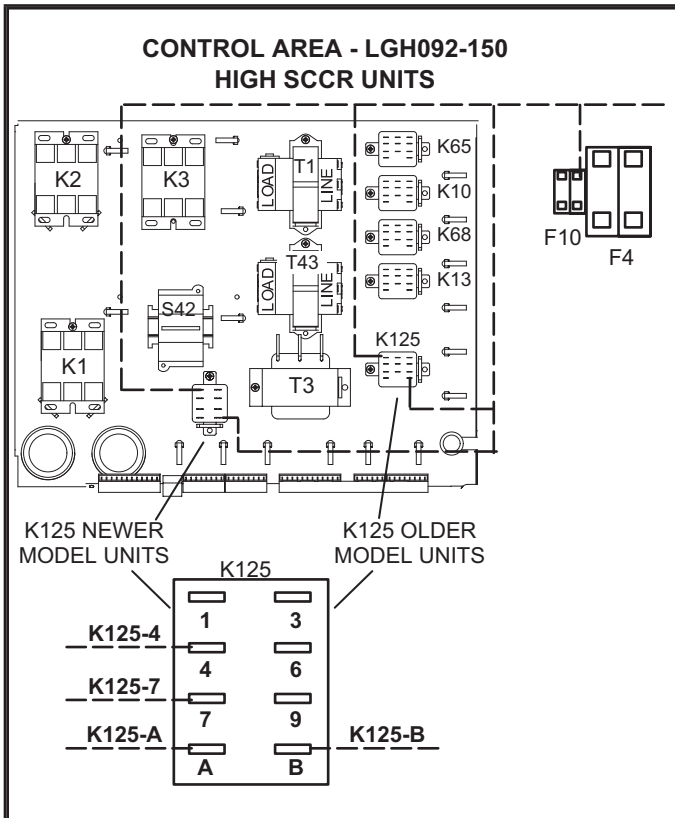 CONTROL AREA - LGH092-150
HIGH SCCR UNITS
K2
K3
LOAD
T1
LINE
K65
K10
K68
K13
F10
F4
LOAD
T43
LINE
S42
K125
K1
T3
K125 NEWER
MODEL UNITS
K125 OLDER
MODEL UNITS
K125
1
3
K125-4
4
6
K125-7
7
9
K125-A
K125-B
A
B